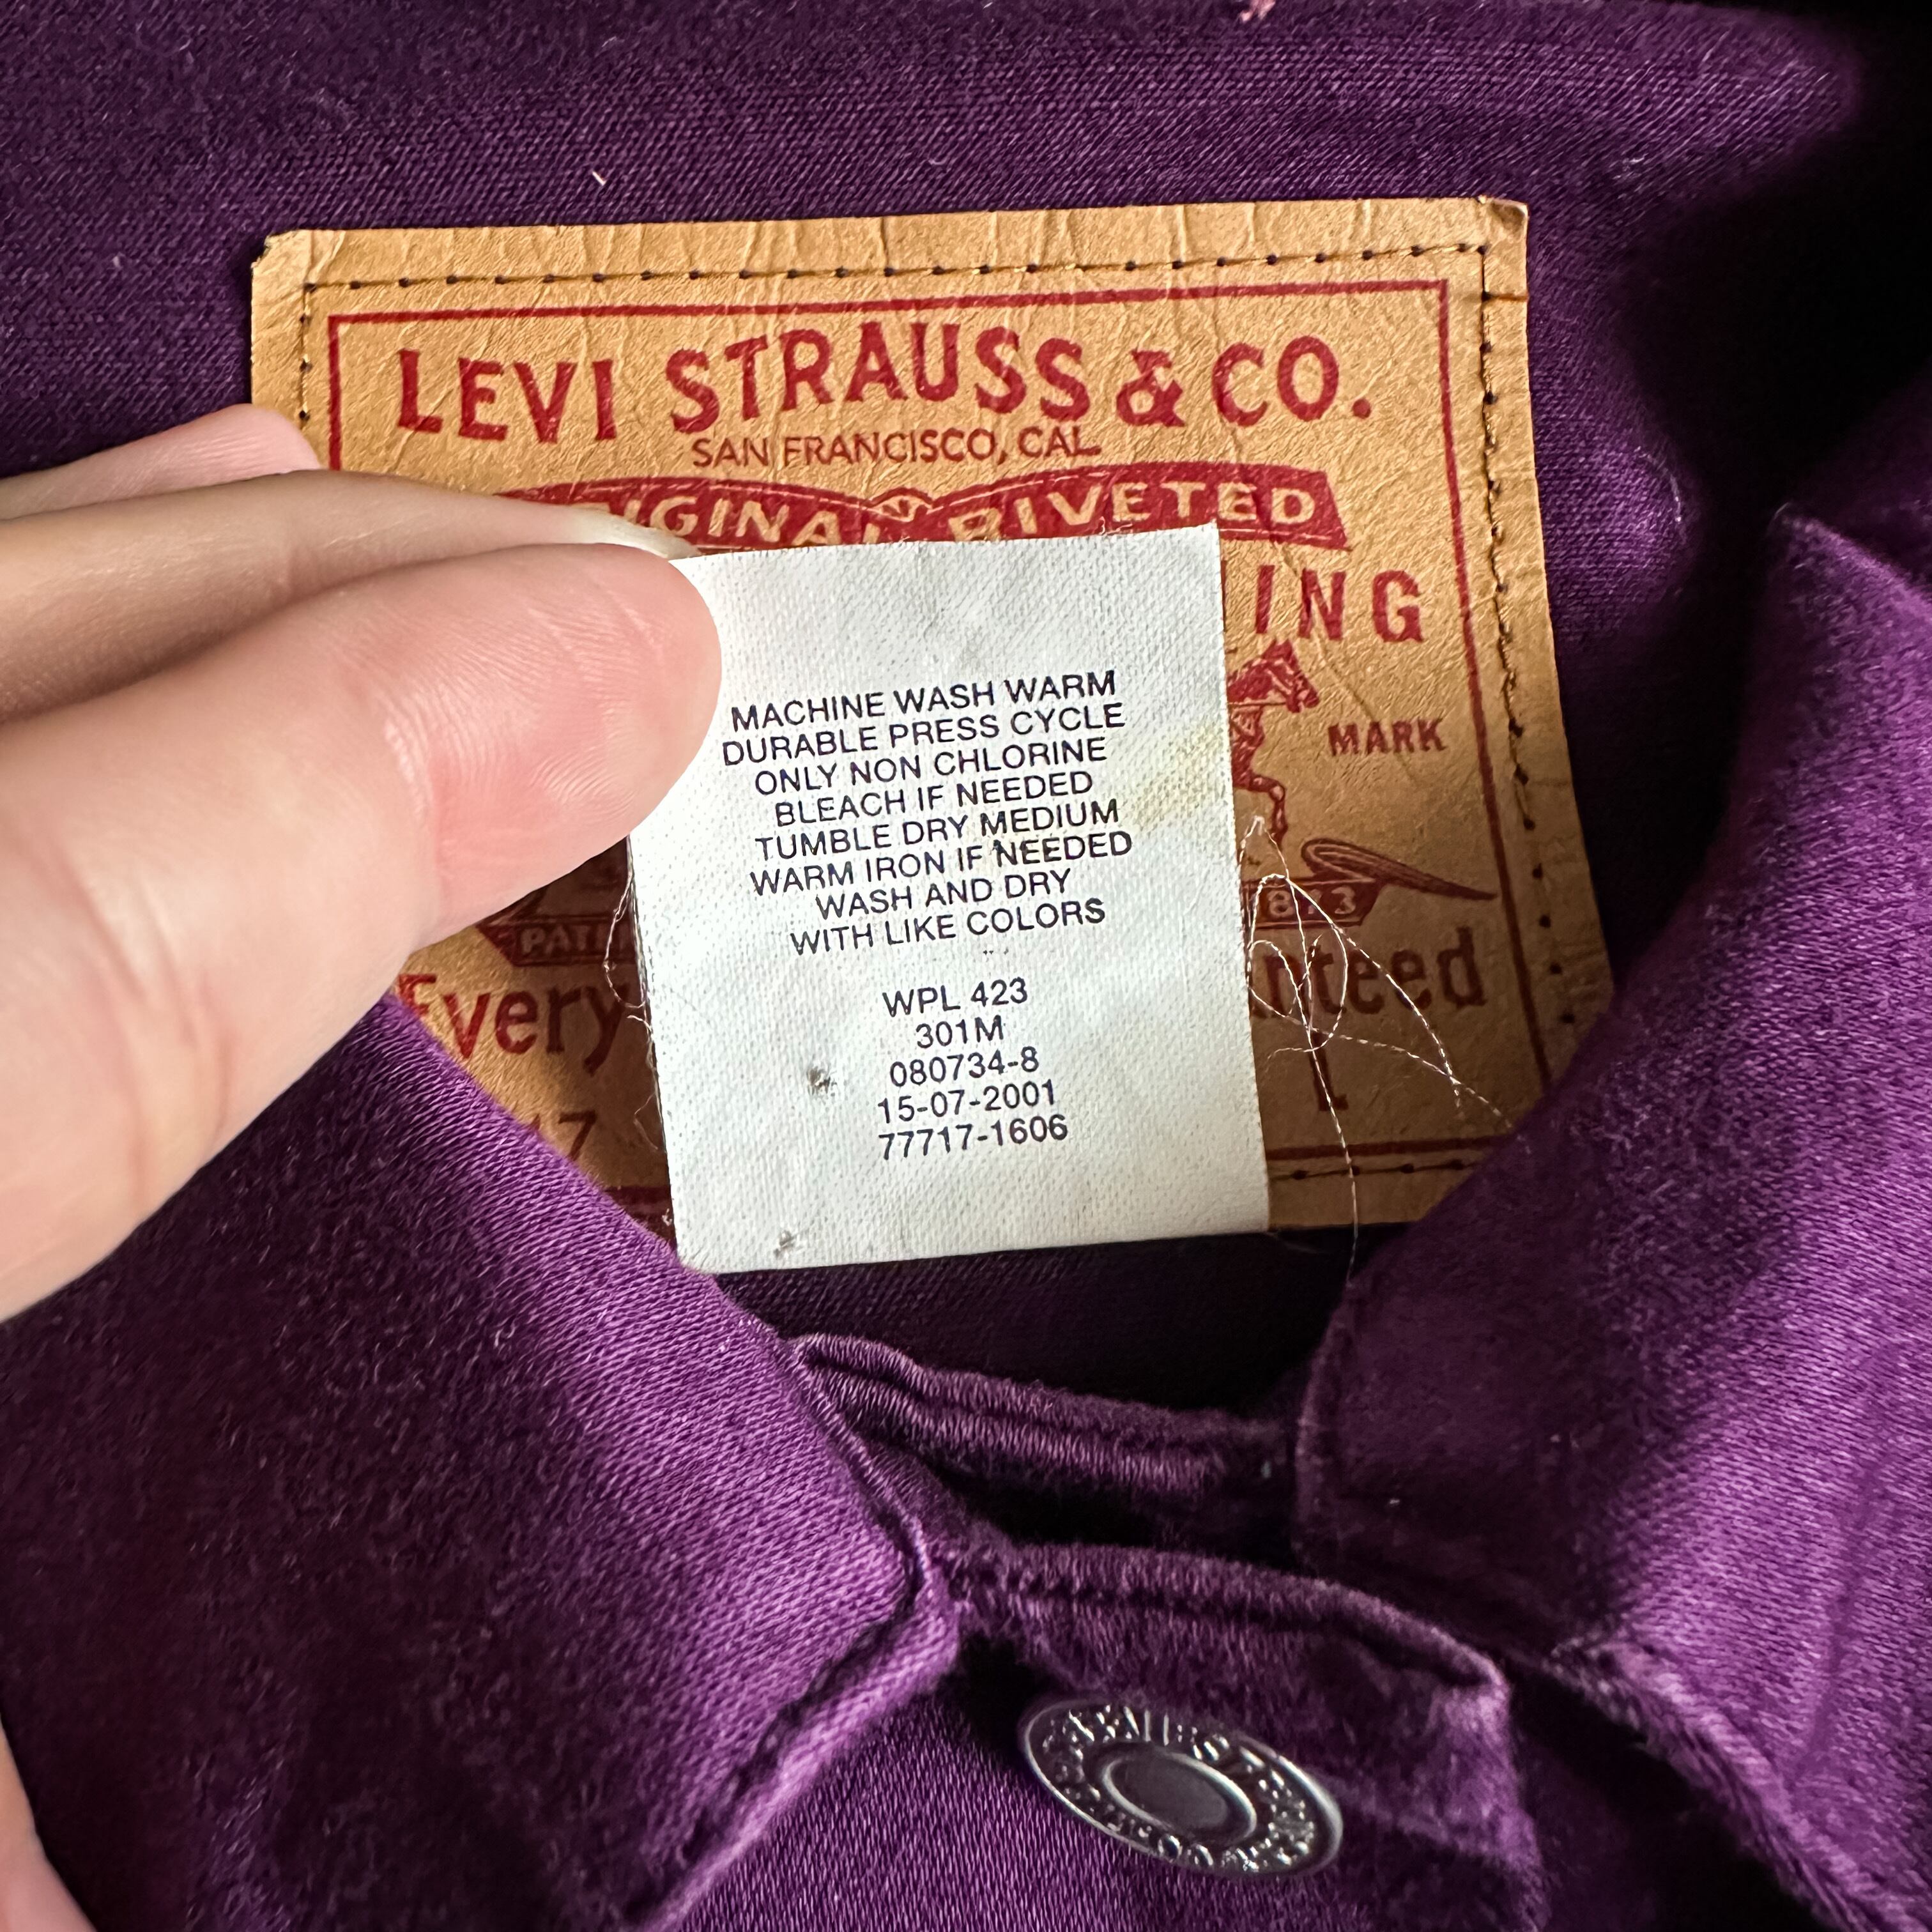 LEVI STRAUSS & CO.
SAN FRANCISCO, CAL
RIVETED
ING
MARK
MACHINE WASH WARM
DURABLE PRESS CYCLE
ONLY NON CHLORINE
BLEACH IF NEEDED
TUMBLE DRY MEDIUM
WARM IRON IF NEEDED
WASH AND DRY
WITH LIKE COLORS
WPL 423
301M
080734-8
15-07-2001
77717-1606
Every
nteed
L